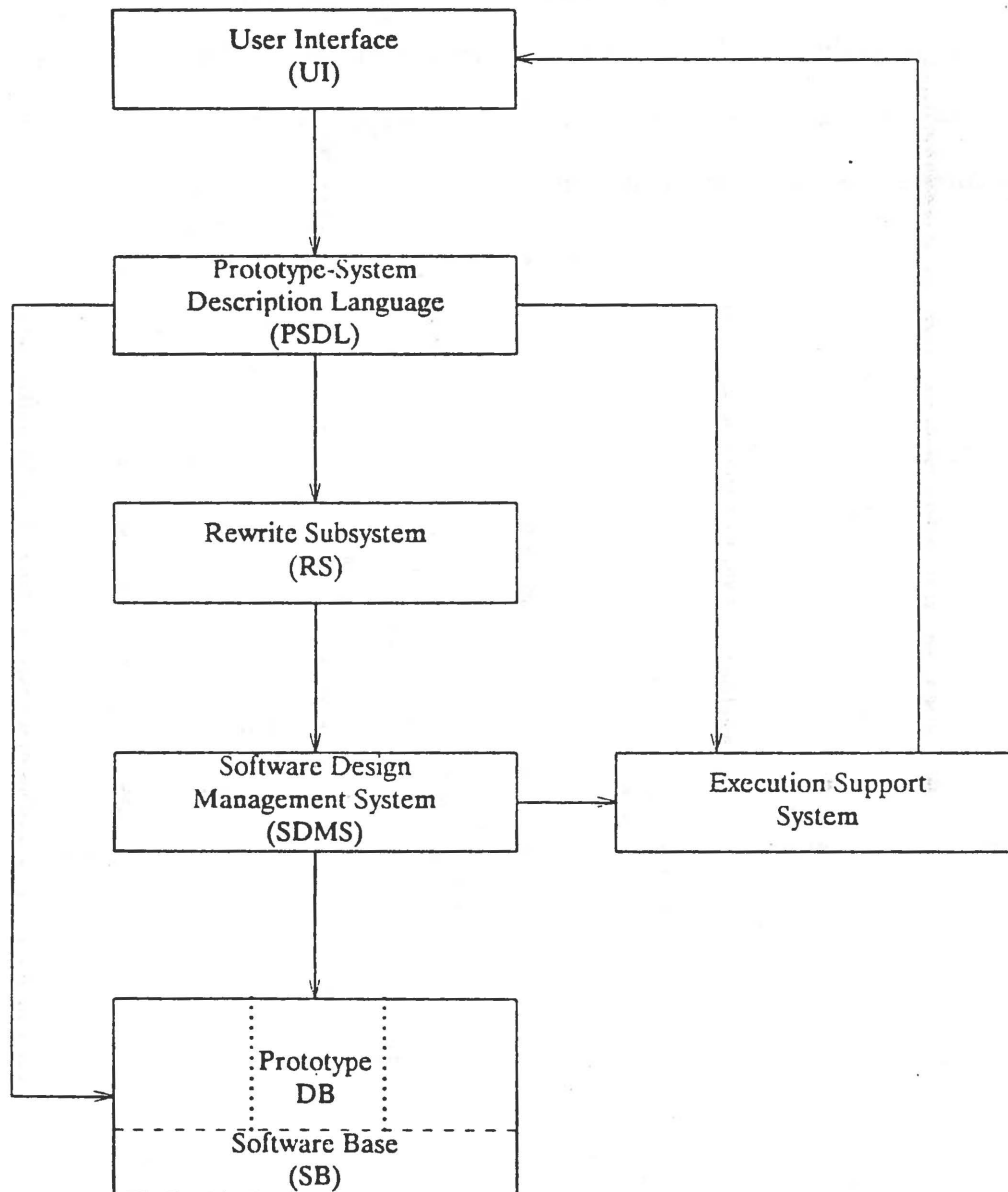 User Interface
(UI)
Prototype-System
Description Language
(PSDL)
Rewrite Subsystem
(RS)
Software Design
Management System
(SDMS)
Execution Support
System
Prototype
DB
Software Base
(SB)